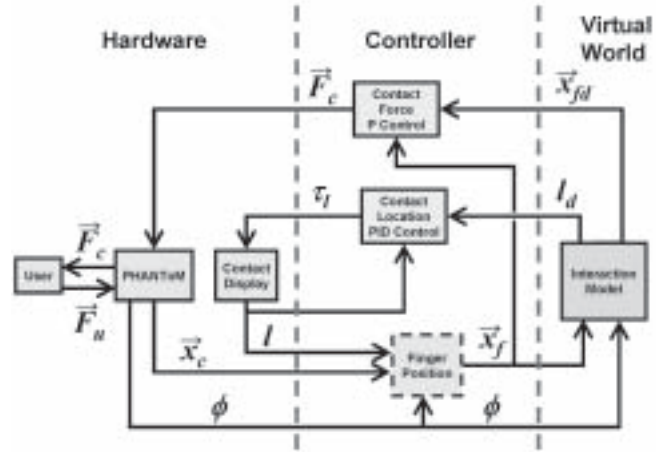 Hardware
Controller
Virtual
World
F⃗c
Contact
Force
P Control
x⃗fd
τl
Contact
Location
PID Control
ld
User
F⃗c
F⃗u
PHANToM
Contact
Display
Interaction
Model
l
x⃗c
Finger
Position
x⃗f
ϕ
ϕ